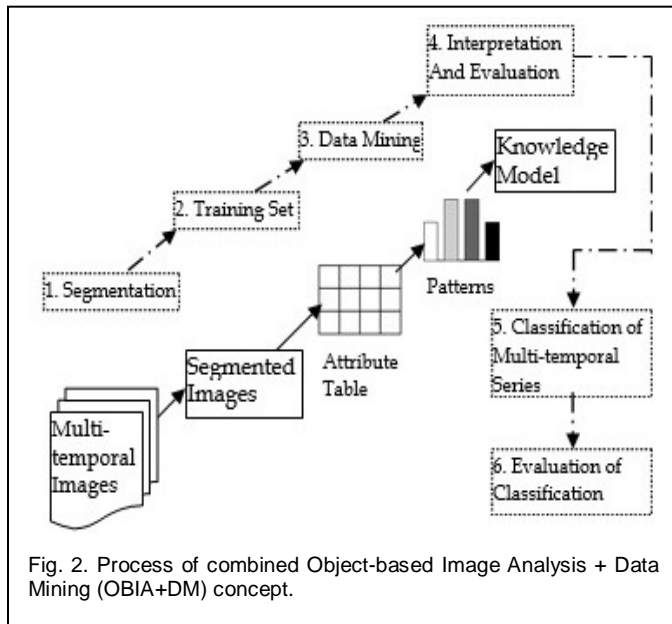 4. Interpretation
And Evaluation
3. Data Mining
Knowledge
Model
2. Training Set
1. Segmentation
Patterns
5. Classification of
Multi-temporal
Series
Segmented
Images
Attribute
Table
Multi-
temporal
Images
6. Evaluation of
Classification
Fig. 2. Process of combined Object-based Image Analysis + Data
Mining (OBIA+DM) concept.